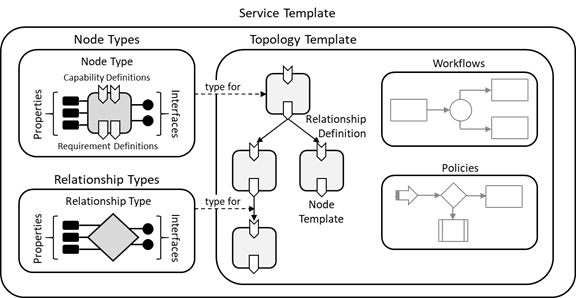 Service Template
Node Types
Node Type
Capability Definitions
Properties
Interfaces
Requirement Definitions
type for
Relationship Types
Relationship Type
Properties
Interfaces
type for
Topology Template
Relationship
Definition
Node
Template
Workflows
Policies